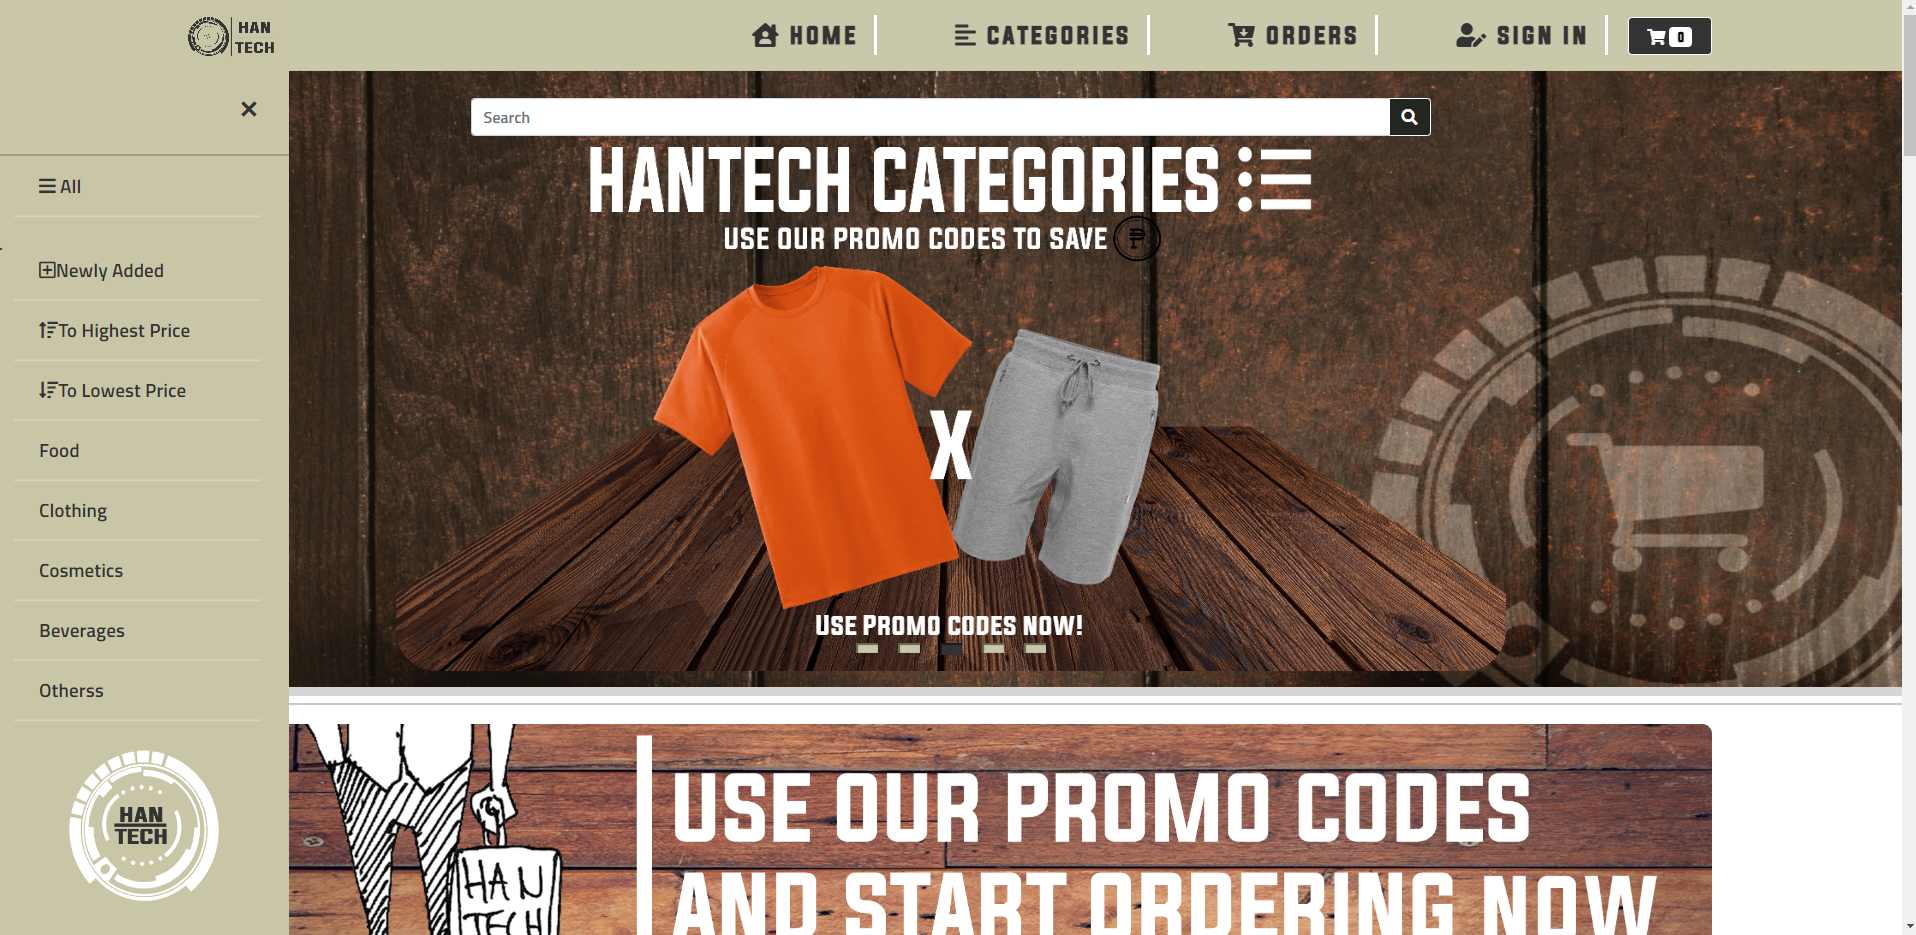 HAN
TECH
HOME
CATEGORIES
ORDERS
SIGN IN
0
Search
All
Newly Added
To Highest Price
To Lowest Price
Food
Clothing
Cosmetics
Beverages
Otherss
HAN
TECH
HANTECH CATEGORIES
USE OUR PROMO CODES TO SAVE
X
USE PROMO CODES NOW!
HAN
TECH
USE OUR PROMO CODES
AND START ORDERING NOW